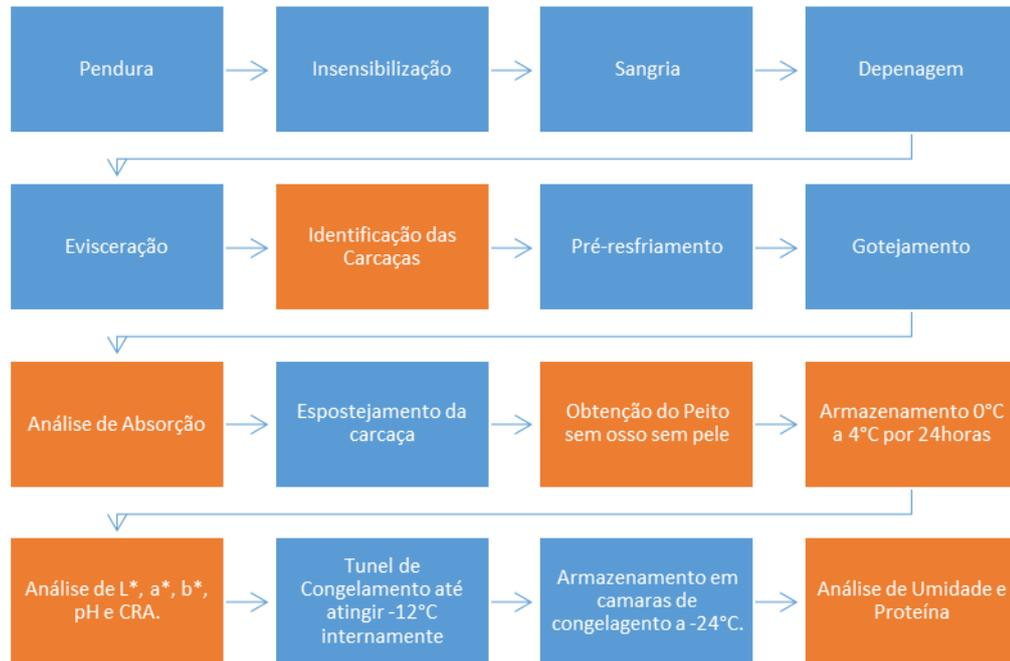 Pendura
Insensibilização
Sangria
Depenagem
Evisceração
Identificação das
Carcaças
Pré-resfriamento
Gotejamento
Análise de Absorção
Espostejamento da
carcaça
Obtenção do Peito
sem osso sem pele
Armazenamento 0°C
a 4°C por 24horas
Análise de L*, a*, b*,
pH e CRA.
Tunel de
Congelamento até
atingir -12°C
internamente
Armazenamento em
camaras de
congelagento a -24°C.
Análise de Umidade e
Proteína